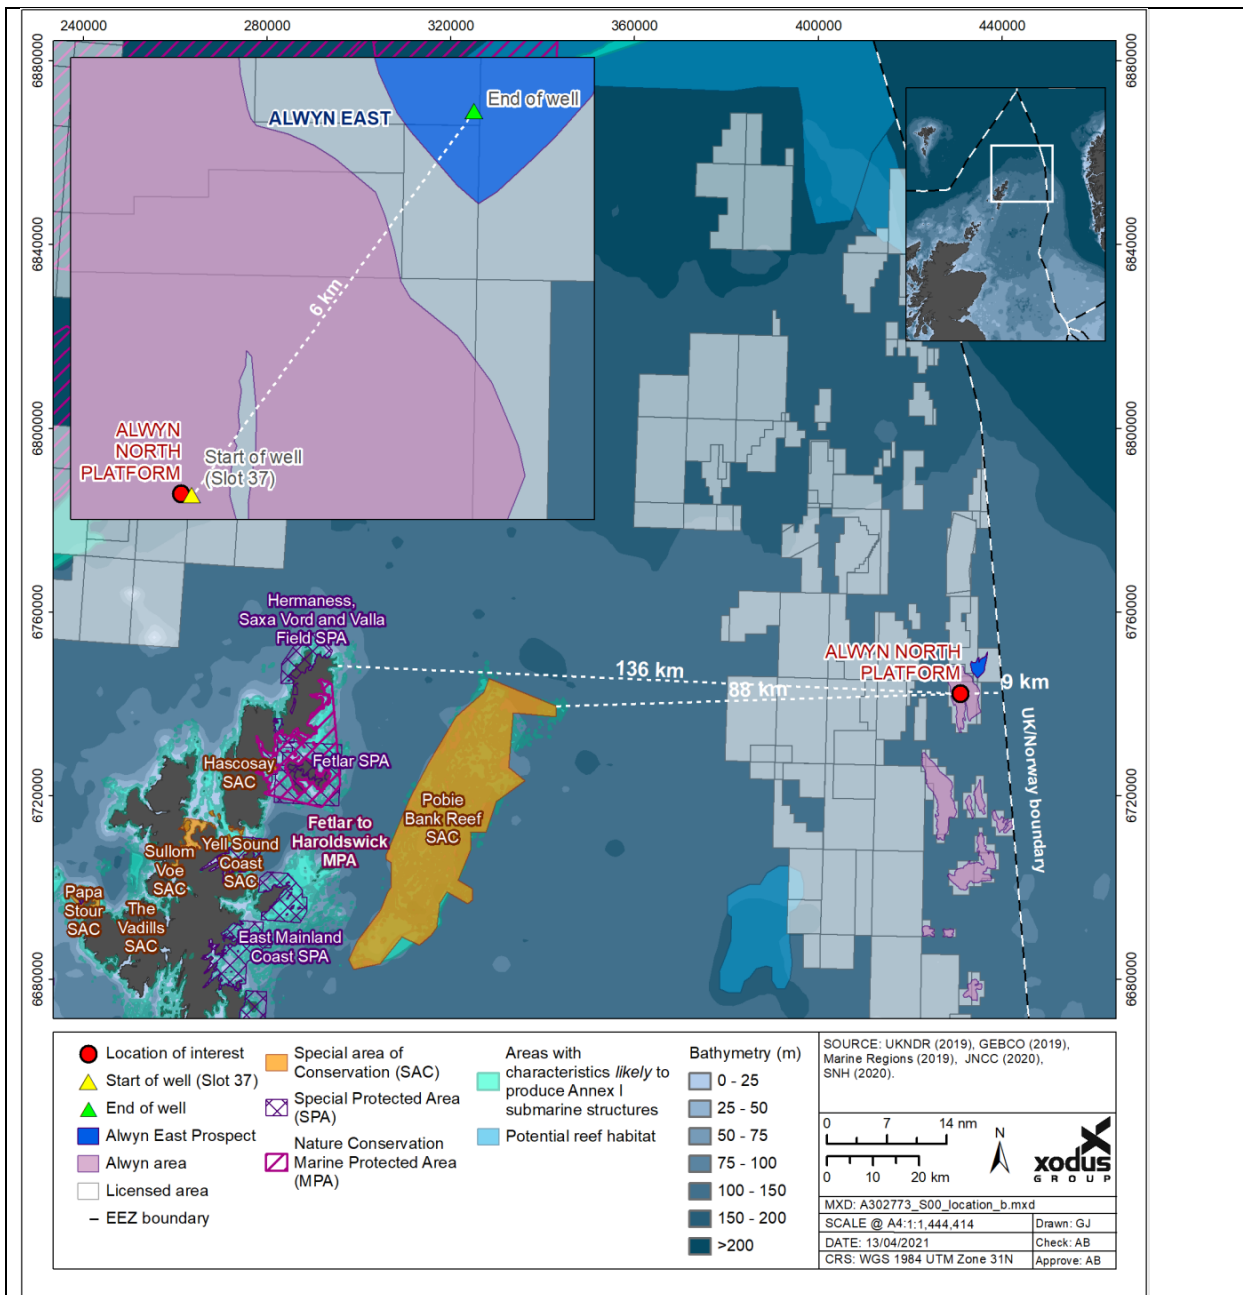 240000 280000 320000 360000 400000 440000
6880000
6840000
6800000
6760000
6720000
6680000
6880000
6840000
6800000
6760000
6720000
6680000
End of well
ALWYN EAST
6 km
ALWYN
NORTH
PLATFORM
Start of well
(Slot 37)
Hermaness,
Saxa Vord and Valla
Field SPA
136 km
ALWYN NORTH
PLATFORM
88 km
9 km
UK/Norway boundary
Hascosay
SAC
Fetlar SPA
Pobie
Bank Reef
SAC
Fetlar to
Haroldswick
MPA
Yell Sound
Coast
SAC
Sullom
Voe
SAC
Papa
Stour
SAC
The
Vadills
SAC
East Mainland
Coast SPA
Location of interest
Start of well (Slot 37)
End of well
Alwyn East Prospect
Alwyn area
Licensed area
EEZ boundary
Special area of
Conservation (SAC)
Special Protected Area
(SPA)
Nature Conservation
Marine Protected Area
(MPA)
Areas with
characteristics likely to
produce Annex I
submarine structures
Potential reef habitat
Bathymetry (m)
0 - 25
25 - 50
50 - 75
75 - 100
100 - 150
150 - 200
>200
SOURCE: UKNDR (2019), GEBCO (2019),
Marine Regions (2019), JNCC (2020),
SNH (2020).
0 7 14 nm
0 10 20 km
N
xodus
GROUP
MXD: A302773_S00_location_b.mxd
SCALE @ A4:1:1,444,414
Drawn: GJ
DATE: 13/04/2021
Check: AB
CRS: WGS 1984 UTM Zone 31N
Approve: AB